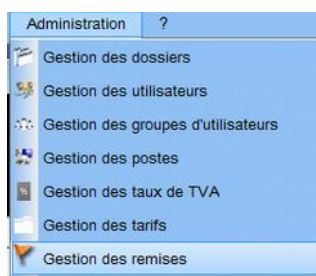 Administration ?
Gestion des dossiers
Gestion des utilisateurs
Gestion des groupes d'utilisateurs
Gestion des postes
Gestion des taux de TVA
Gestion des tarifs
Gestion des remises